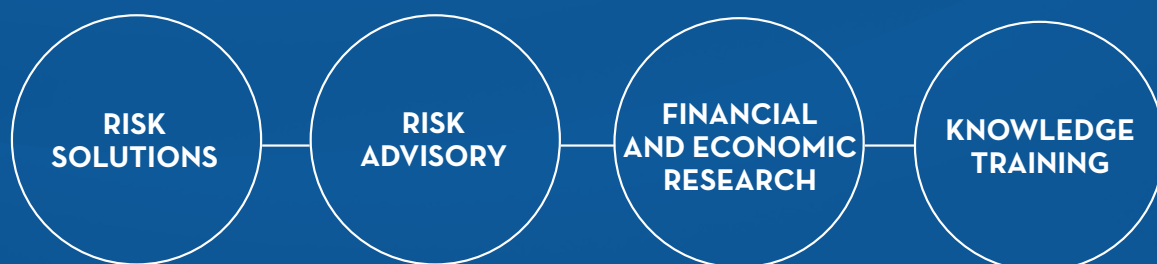 RISK
SOLUTIONS
RISK
ADVISORY
FINANCIAL
AND ECONOMIC
RESEARCH
KNOWLEDGE
TRAINING